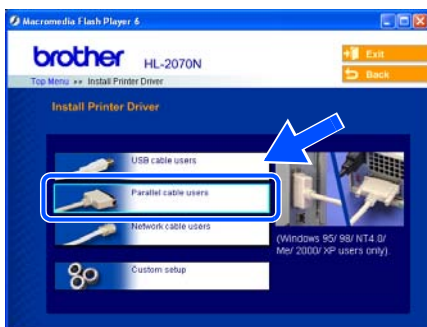 Macromedia Flash Player 6
brother HL-2070N
Exit
Back
Top Menu >> Install Printer Driver
Install Printer Driver
USB cable users
Parallel cable users
Network cable users
Custom setup
(Windows 95/ 98/ NT4.0/
Me/ 2000/ XP users only).